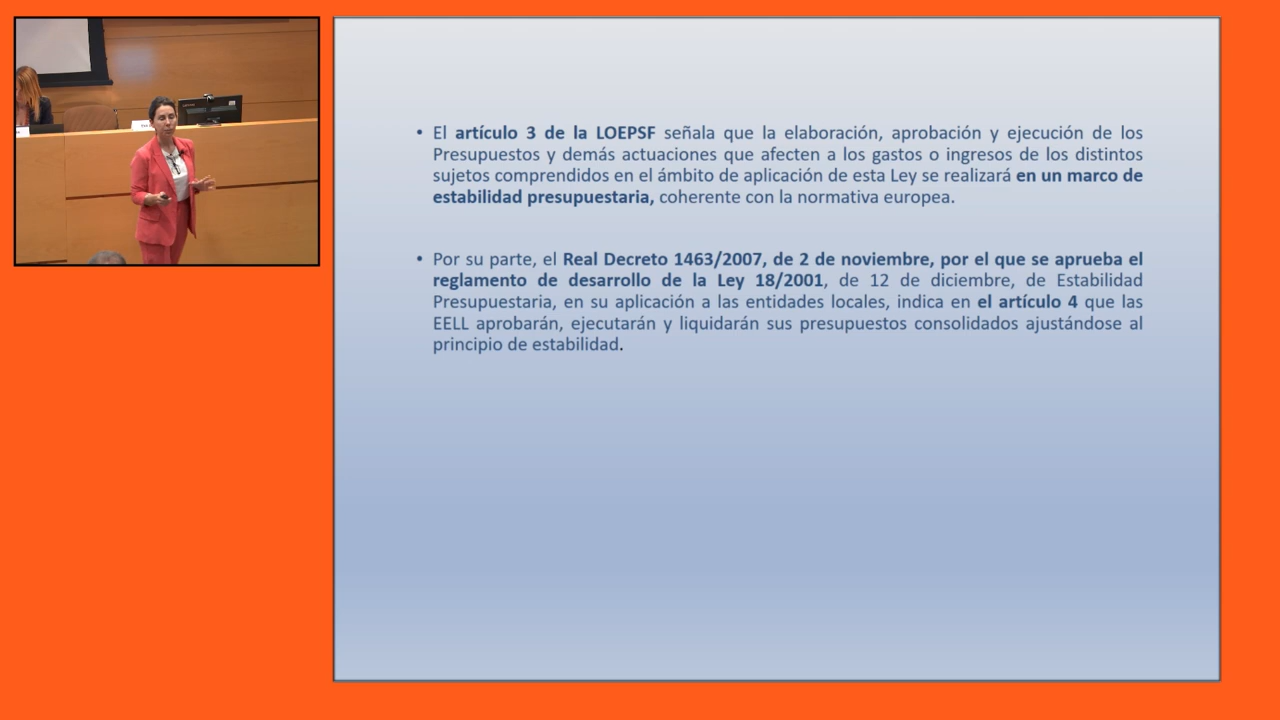 • El artículo 3 de la LOEPSF señala que la elaboración, aprobación y ejecución de los
Presupuestos y demás actuaciones que afecten a los gastos o ingresos de los distintos
sujetos comprendidos en el ámbito de aplicación de esta Ley se realizará en un marco de
estabilidad presupuestaria, coherente con la normativa europea.
• Por su parte, el Real Decreto 1463/2007, de 2 de noviembre, por el que se aprueba el
reglamento de desarrollo de la Ley 18/2001, de 12 de diciembre, de Estabilidad
Presupuestaria, en su aplicación a las entidades locales, indica en el artículo 4 que las
EELL aprobarán, ejecutarán y liquidarán sus presupuestos consolidados ajustándose al
principio de estabilidad.